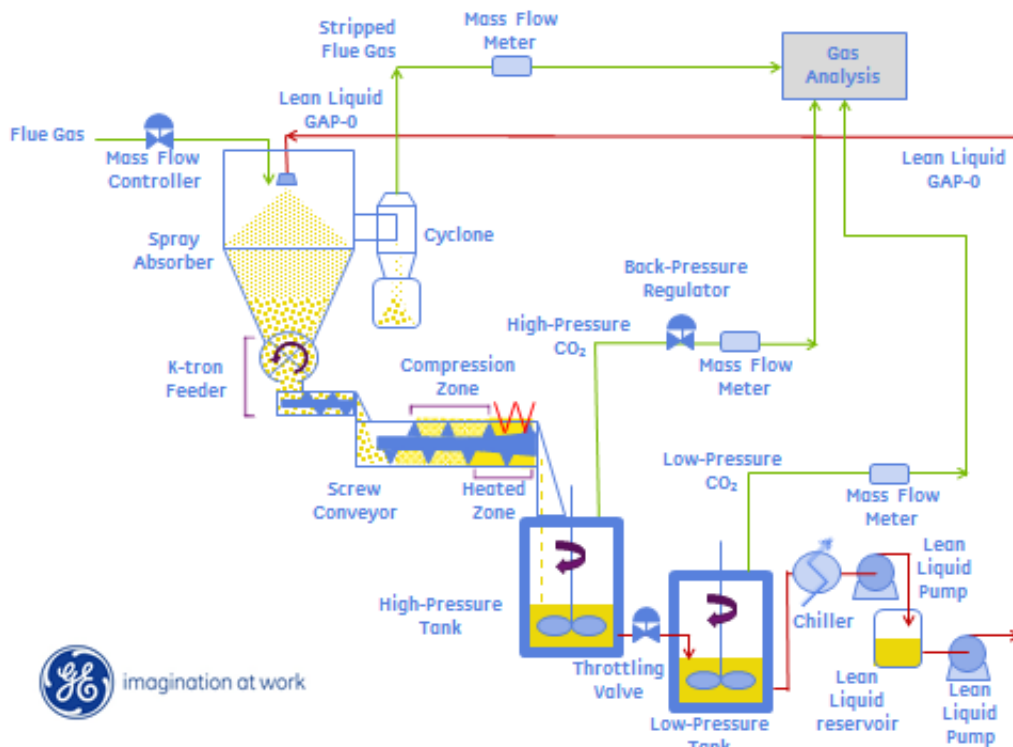 Mass Flow
Meter
Stripped
Flue Gas
Gas
Analysis
Lean Liquid
GAP-0
Flue Gas
Mass Flow
Controller
Lean Liquid
GAP-0
Spray
Absorber
Cyclone
Back-Pressure
Regulator
High-Pressure
CO₂
Mass Flow
Meter
K-tron
Feeder
Compression
Zone
Low-Pressure
CO₂
Mass Flow
Meter
Screw
Conveyor
Heated
Zone
Lean
Liquid
Pump
High-Pressure
Tank
Chiller
Throttling
Valve
Lean
Liquid
reservoir
Lean
Liquid
Pump
Low-Pressure
Tank
GE
imagination at work